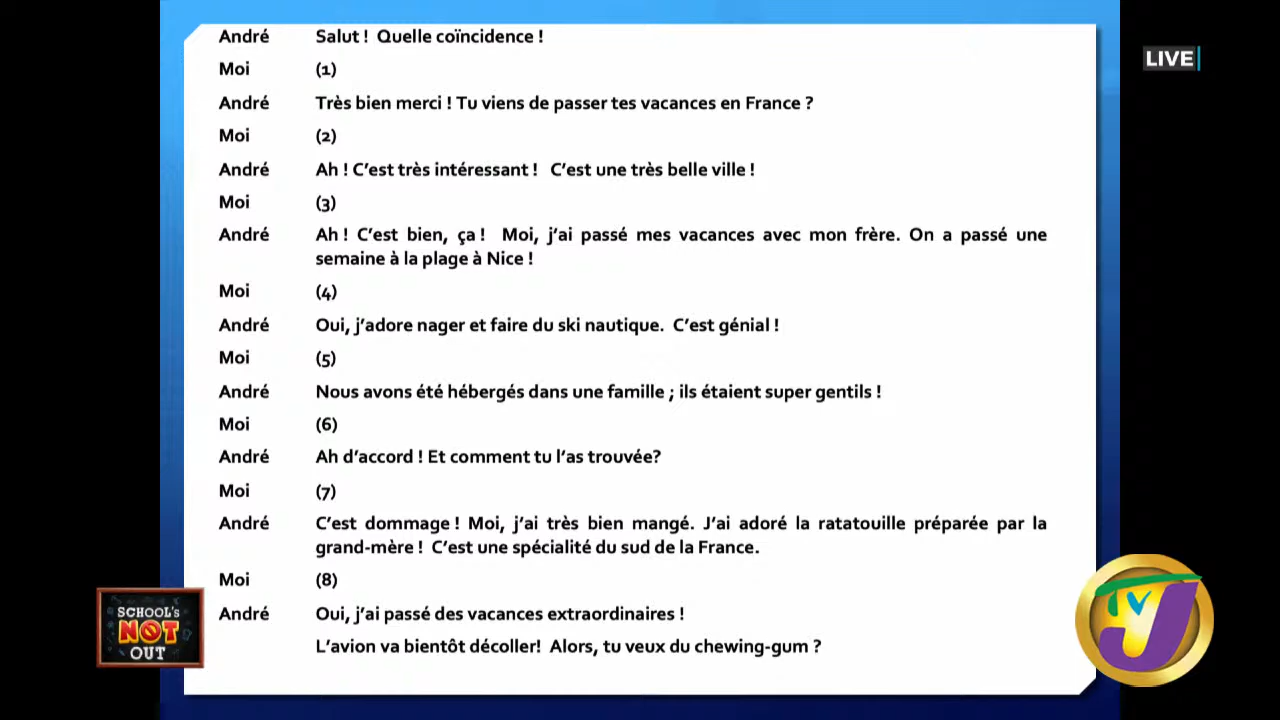 André Salut ! Quelle coïncidence !
Moi (1)
André Très bien merci ! Tu viens de passer tes vacances en France ?
Moi (2)
André Ah ! C'est très intéressant ! C'est une très belle ville !
Moi (3)
André Ah ! C'est bien, ça ! Moi, j'ai passé mes vacances avec mon frère. On a passé une
semaine à la plage à Nice !
Moi (4)
André Oui, j'adore nager et faire du ski nautique. C'est génial !
Moi (5)
André Nous avons été hébergés dans une famille ; ils étaient super gentils !
Moi (6)
André Ah d'accord ! Et comment tu l'as trouvée?
Moi (7)
André C'est dommage ! Moi, j'ai très bien mangé. J'ai adoré la ratatouille préparée par la
grand-mère ! C'est une spécialité du sud de la France.
Moi (8)
André Oui, j'ai passé des vacances extraordinaires !
L'avion va bientôt décoller! Alors, tu veux du chewing-gum ?
LIVE
SCHOOL's
NOT
OUT
TVJ